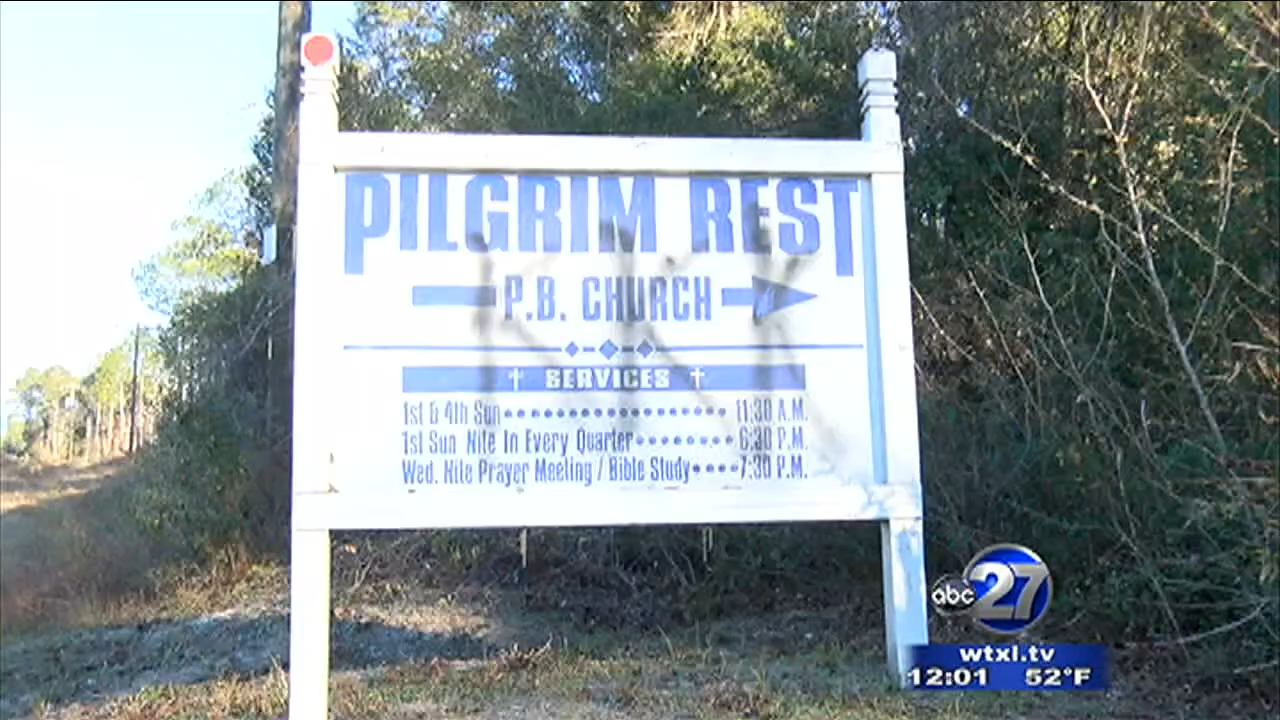 PILGRIM REST
P.B. CHURCH
KKK
SERVICES
1st & 4th Sun 11:30 A.M.
1st Sun Nite In Every Quarter 6:30 P.M.
Wed. Nite Prayer Meeting / Bible Study 7:30 P.M.
abc 27
wtxl.tv
12:01 52°F